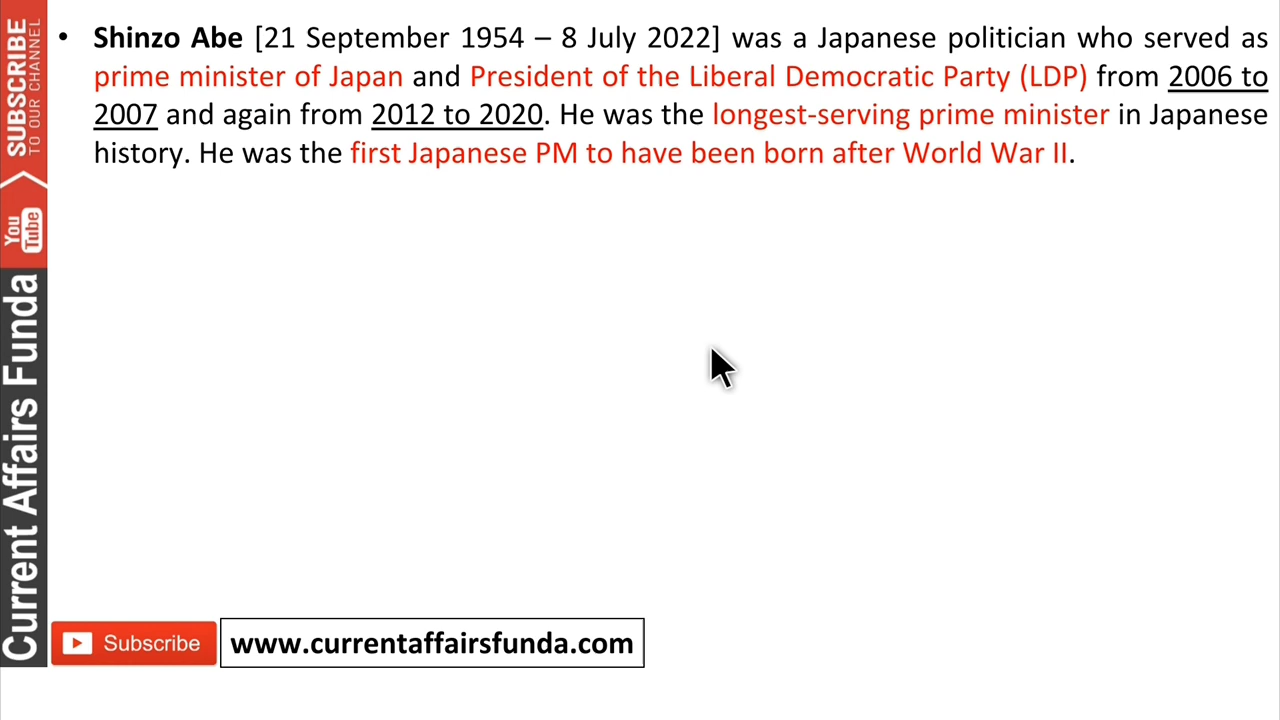 • Shinzo Abe [21 September 1954 – 8 July 2022] was a Japanese politician who served as
prime minister of Japan and President of the Liberal Democratic Party (LDP) from 2006 to
2007 and again from 2012 to 2020. He was the longest-serving prime minister in Japanese
history. He was the first Japanese PM to have been born after World War II.
SUBSCRIBE
TO OUR CHANNEL
You
Tube
Current Affairs Funda
Subscribe
www.currentaffairsfunda.com